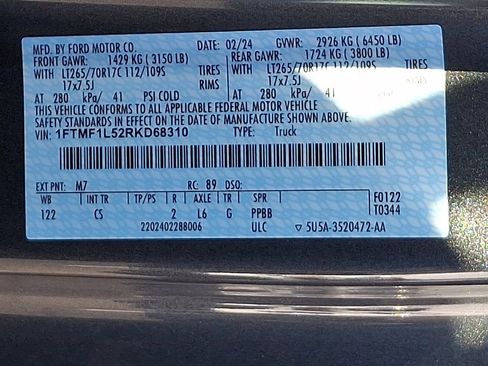 MFD. BY FORD MOTOR CO. DATE: 02/24 GVWR: 2926 KG ( 6450 LB)
FRONT GAWR: 1429 KG ( 3150 LB) REAR GAWR: 1724 KG ( 3800 LB)
WITH LT265/70R17C 112/109S TIRES WITH LT265/70R17C 112/109S TIRES
17x7.5J RIMS 17x7.5J RIMS
AT 280 kPa/ 41 PSI COLD AT 280 kPa/ 41 PSI COLD
THIS VEHICLE CONFORMS TO ALL APPLICABLE FEDERAL MOTOR VEHICLE
SAFETY STANDARDS IN EFFECT ON THE DATE OF MANUFACTURE SHOWN ABOVE.
VIN: 1FTMF1L52RKD68310 TYPE: Truck
EXT PNT: M7 RC: 89 DSO:
WB INT TR TP/PS R AXLE TR SPR
122 CS 2 L6 G PPBB
F0122
T0344
2202402288006 ULC ▽ 5U5A-3520472-AA